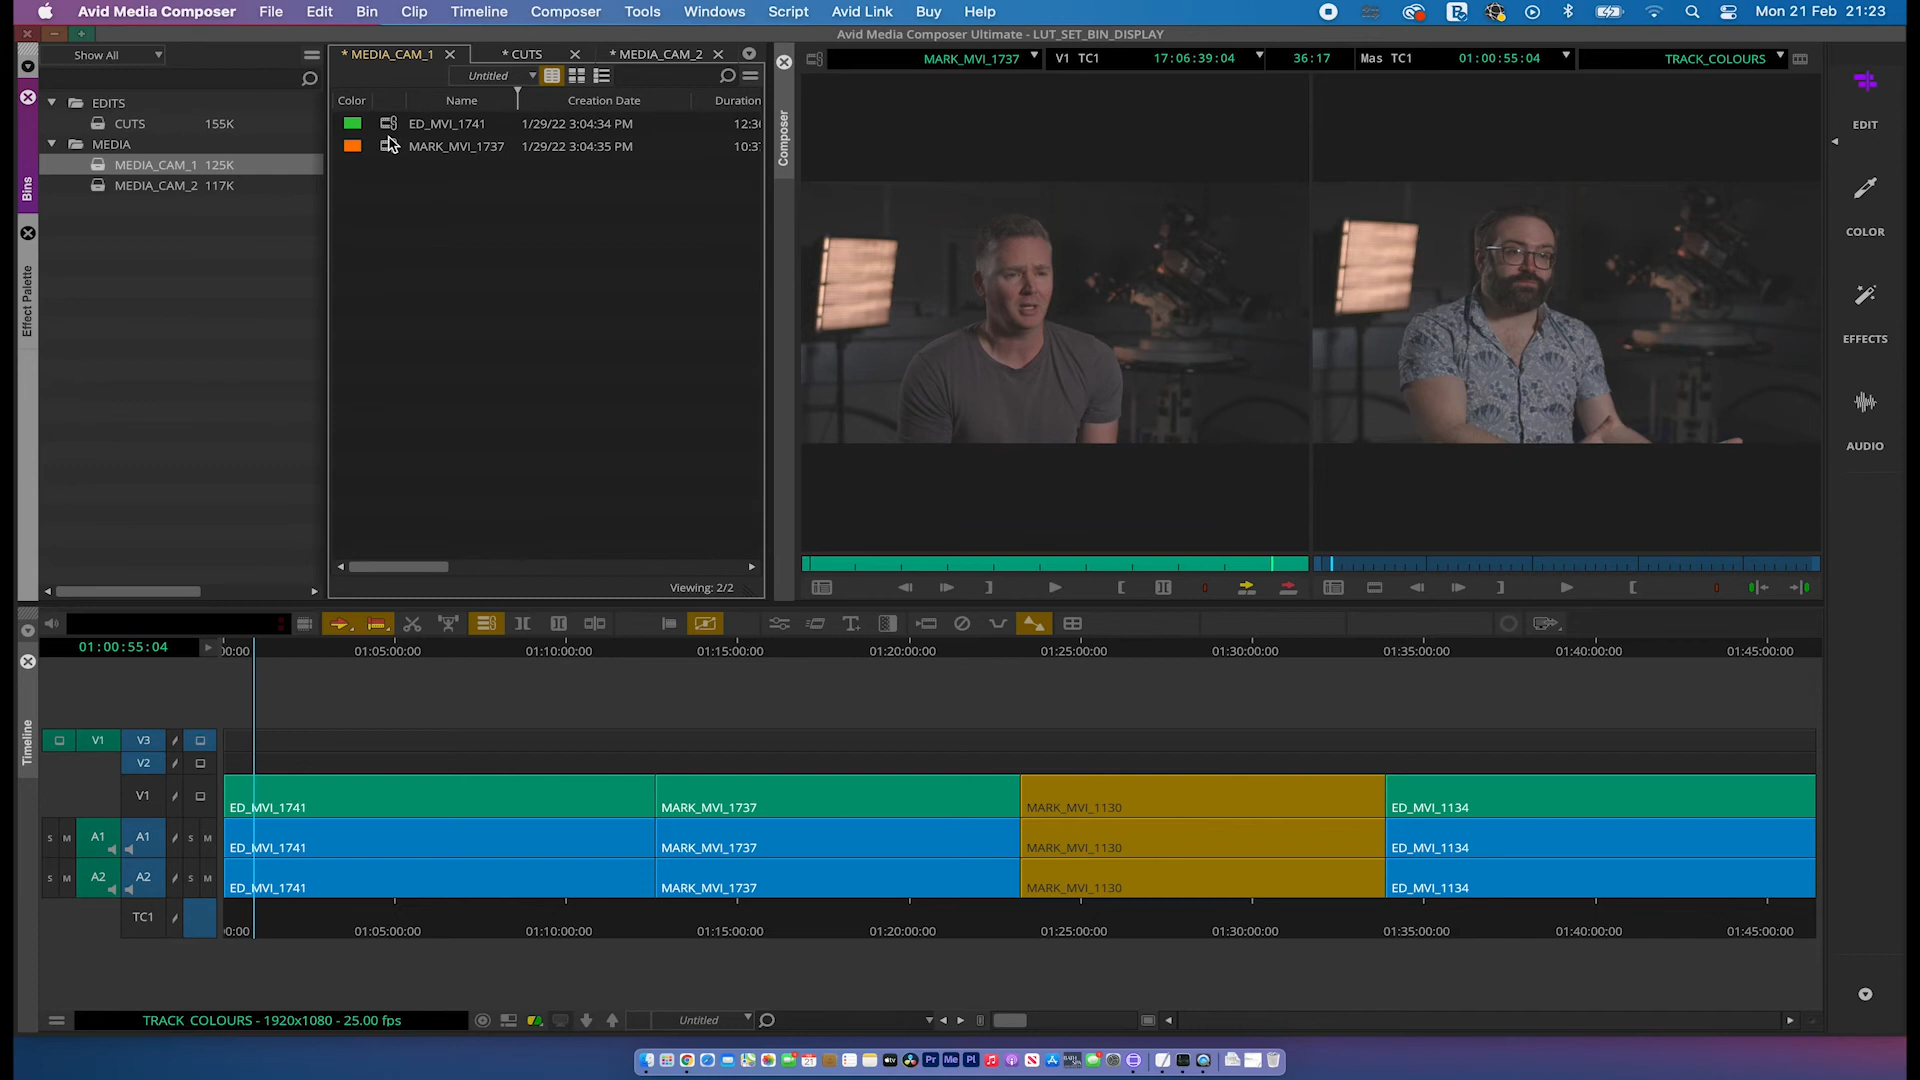 Avid Media Composer File Edit Bin Clip Timeline Composer Tools Windows Script Avid Link Buy Help Mon 21 Feb 21:23
Avid Media Composer Ultimate - LUT_SET_BIN_DISPLAY
Show All
EDITS
CUTS 155K
MEDIA
MEDIA_CAM_1 125K
MEDIA_CAM_2 117K
Bins
Effect Palette
* MEDIA_CAM_1 * CUTS * MEDIA_CAM_2
Untitled
Color Name Creation Date Duration
ED_MVI_1741 1/29/22 3:04:34 PM
MARK_MVI_1737 1/29/22 3:04:35 PM
Viewing: 2/2
Composer
MARK_MVI_1737 V1 TC1 17:06:39:04 36:17 Mas TC1 01:00:55:04 TRACK_COLOURS
EDIT
COLOR
EFFECTS
AUDIO
Timeline
01:00:55:04 01:05:00:00 01:10:00:00 01:15:00:00 01:20:00:00 01:25:00:00 01:30:00:00 01:35:00:00 01:40:00:00 01:45:00:00
V1 V3
V2
V1 ED_MVI_1741 MARK_MVI_1737 MARK_MVI_1130 ED_MVI_1134
S M A1 A1 S M ED_MVI_1741 MARK_MVI_1737 MARK_MVI_1130 ED_MVI_1134
S M A2 A2 S M ED_MVI_1741 MARK_MVI_1737 MARK_MVI_1130 ED_MVI_1134
TC1
01:05:00:00 01:10:00:00 01:15:00:00 01:20:00:00 01:25:00:00 01:30:00:00 01:35:00:00 01:40:00:00 01:45:00:00
TRACK_COLOURS - 1920x1080 - 25.00 fps Untitled
Pr Me Pl